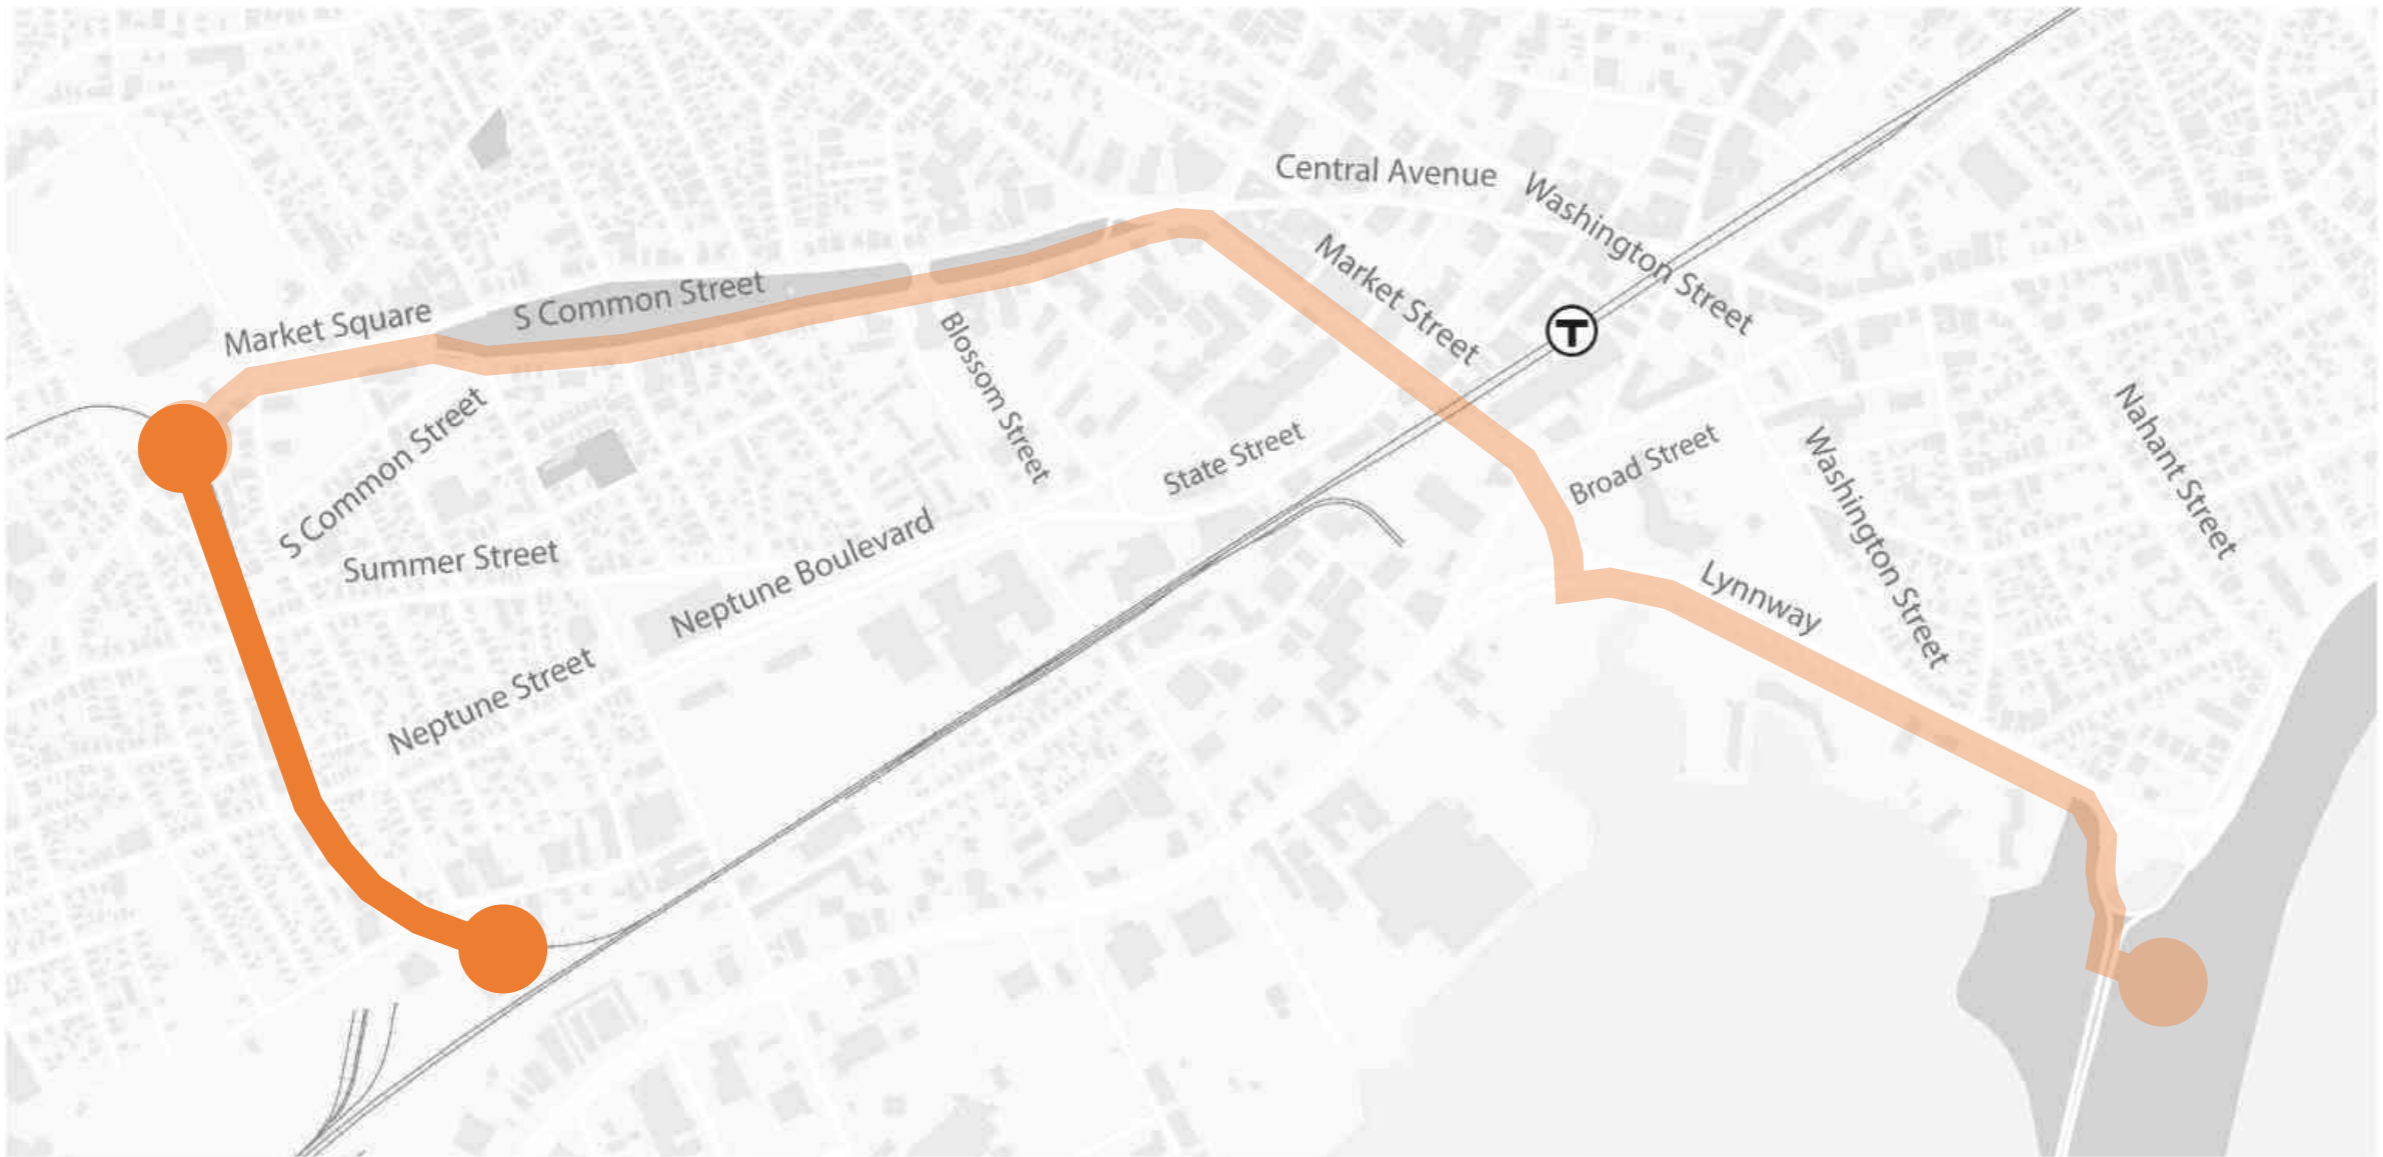 Central Avenue
Washington Street
Market Street
Market Square
S Common Street
Blossom Street
S Common Street
State Street
Broad Street
Nahant Street
Washington Street
Summer Street
Neptune Boulevard
Lynnway
Neptune Street
T